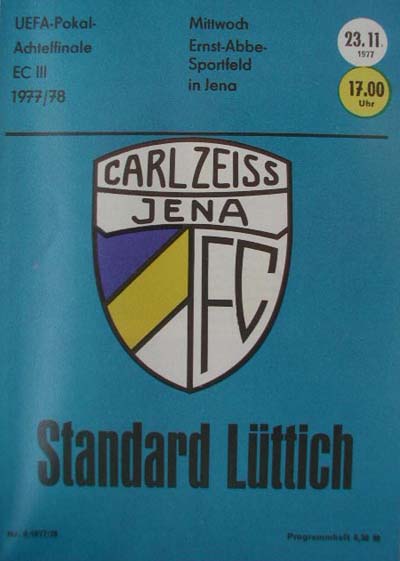 UEFA-Pokal-
Achtelfinale
EC III
1977/78
Mittwoch
Ernst-Abbe-
Sportfeld
in Jena
23.11.
1977
17.00
Uhr
CARL ZEISS
JENA
FC
Standard Lüttich
Programmheft